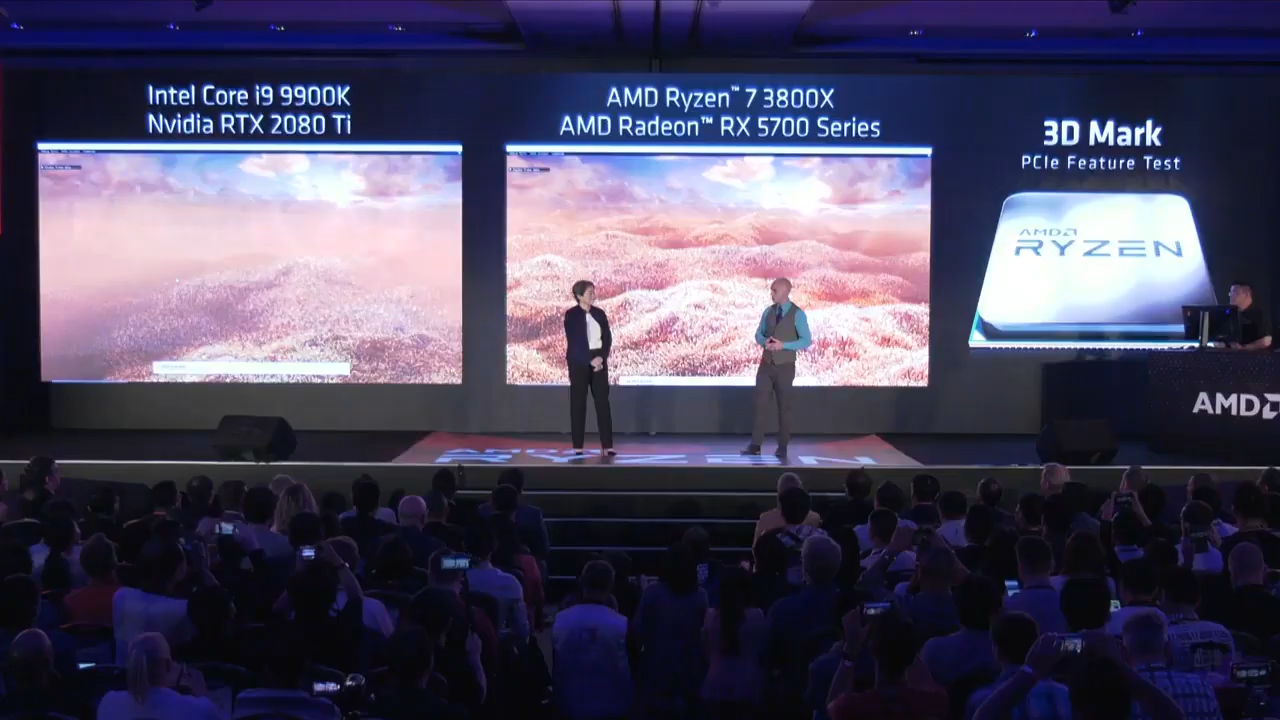 Intel Core i9 9900K
Nvidia RTX 2080 Ti
AMD Ryzen™ 7 3800X
AMD Radeon™ RX 5700 Series
3D Mark
PCIe Feature Test
AMD
RYZEN
AMD
RYZEN